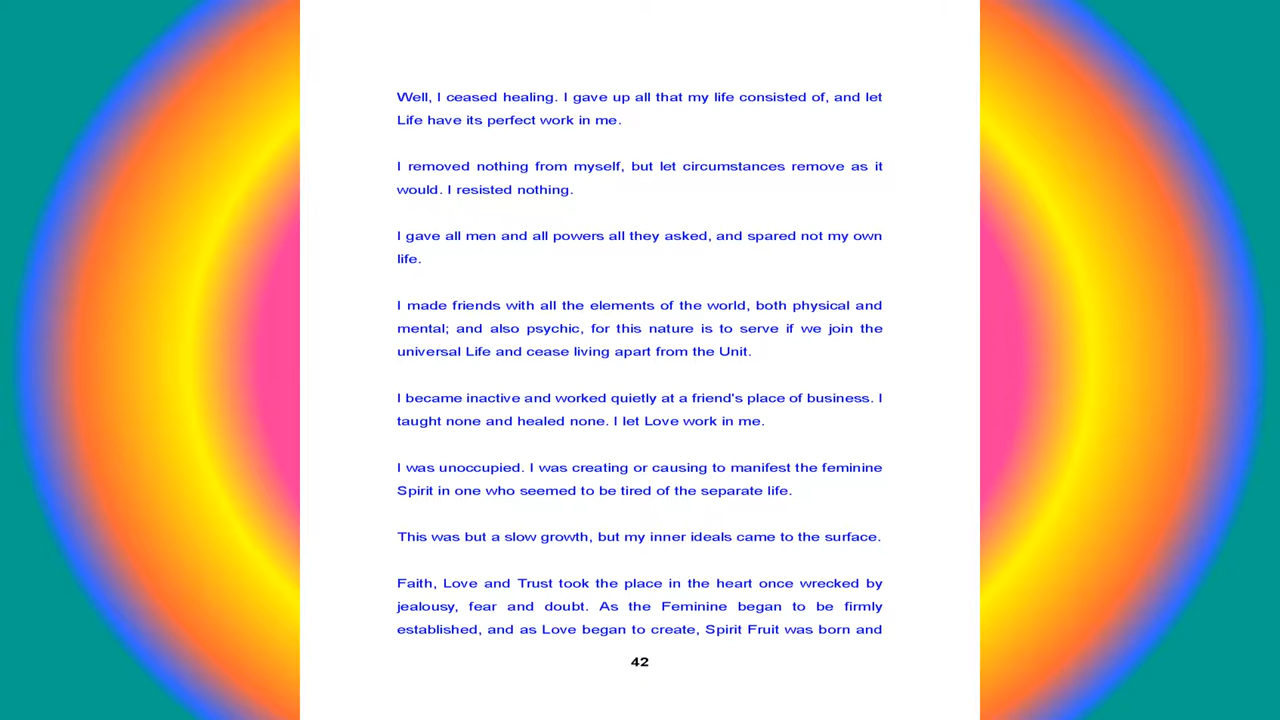 Well, I ceased healing. I gave up all that my life consisted of, and let
Life have its perfect work in me.
I removed nothing from myself, but let circumstances remove as it
would. I resisted nothing.
I gave all men and all powers all they asked, and spared not my own
life.
I made friends with all the elements of the world, both physical and
mental; and also psychic, for this nature is to serve if we join the
universal Life and cease living apart from the Unit.
I became inactive and worked quietly at a friend's place of business. I
taught none and healed none. I let Love work in me.
I was unoccupied. I was creating or causing to manifest the feminine
Spirit in one who seemed to be tired of the separate life.
This was but a slow growth, but my inner ideals came to the surface.
Faith, Love and Trust took the place in the heart once wrecked by
jealousy, fear and doubt. As the Feminine began to be firmly
established, and as Love began to create, Spirit Fruit was born and
42